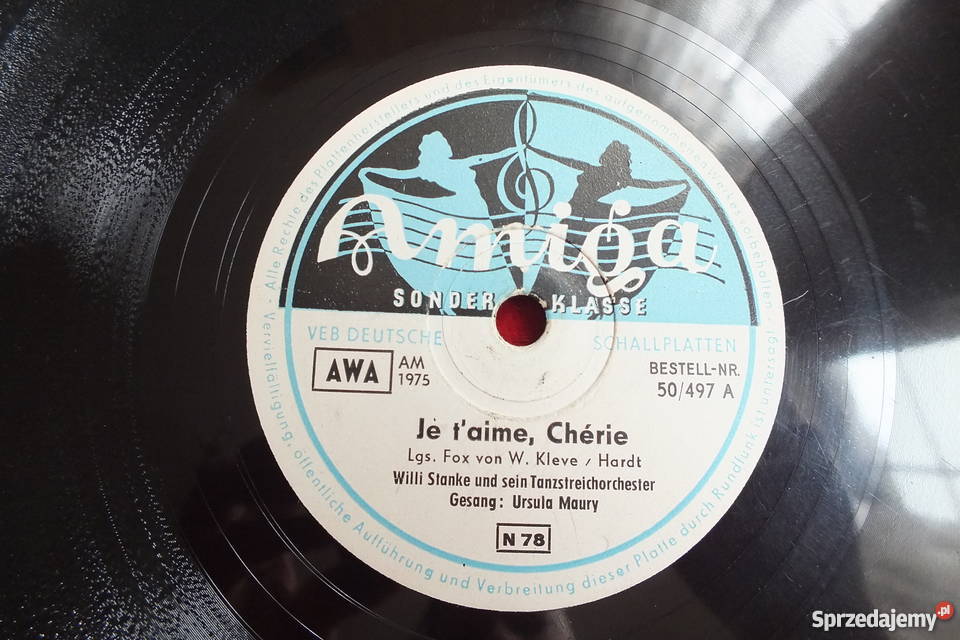 Alle Rechte des Plattenherstellers und des Eigentümers des aufgenommenen Werkes vorbehalten
Amiga
SONDER KLASSE
VEB DEUTSCHE SCHALLPLATTEN
AWA
AM
1975
BESTELL-NR.
50/497 A
Je t'aime, Chérie
Lgs. Fox von W. Kleve / Hardt
Willi Stanke und sein Tanzstreichorchester
Gesang: Ursula Maury
N 78
- Vervielfältigung, öffentliche Aufführung und Verbreitung dieser Platte durch Rundfunk ist untersagt
Sprzedajemy.pl